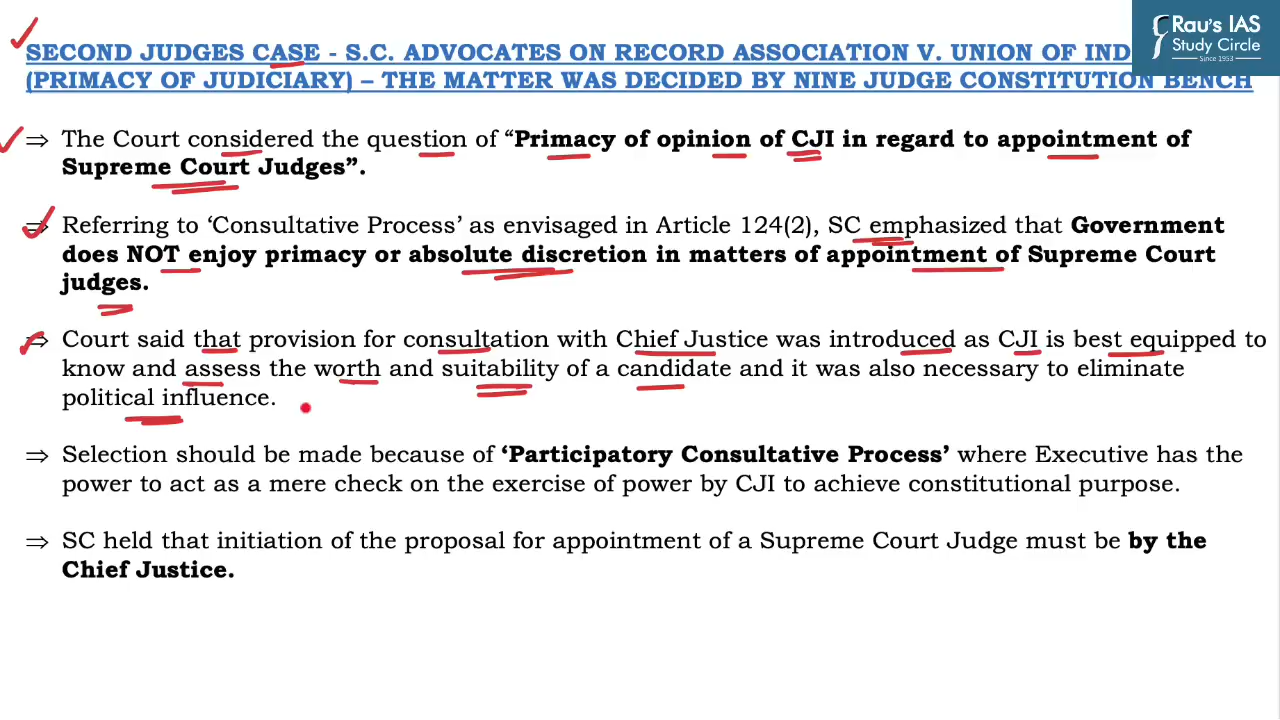 Rau's IAS
Study Circle
Since 1953
SECOND JUDGES CASE - S.C. ADVOCATES ON RECORD ASSOCIATION V. UNION OF IND
(PRIMACY OF JUDICIARY) – THE MATTER WAS DECIDED BY NINE JUDGE CONSTITUTION BENCH
⇒ The Court considered the question of “Primacy of opinion of CJI in regard to appointment of
Supreme Court Judges”.
⇒ Referring to ‘Consultative Process’ as envisaged in Article 124(2), SC emphasized that Government
does NOT enjoy primacy or absolute discretion in matters of appointment of Supreme Court
judges.
⇒ Court said that provision for consultation with Chief Justice was introduced as CJI is best equipped to
know and assess the worth and suitability of a candidate and it was also necessary to eliminate
political influence.
⇒ Selection should be made because of ‘Participatory Consultative Process’ where Executive has the
power to act as a mere check on the exercise of power by CJI to achieve constitutional purpose.
⇒ SC held that initiation of the proposal for appointment of a Supreme Court Judge must be by the
Chief Justice.